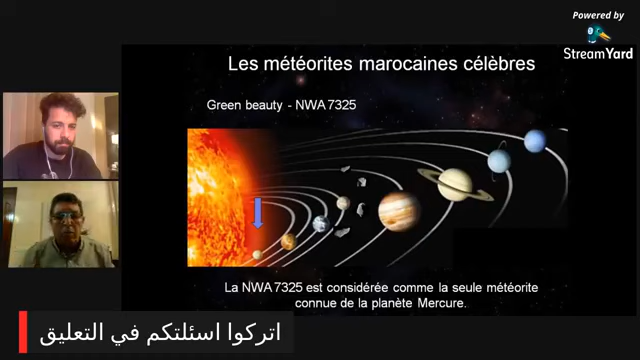 Powered by
StreamYard
Les météorites marocaines célèbres
Green beauty - NWA 7325
La NWA 7325 est considérée comme la seule météorite
connue de la planète Mercure.
اتركوا اسئلتكم في التعليق